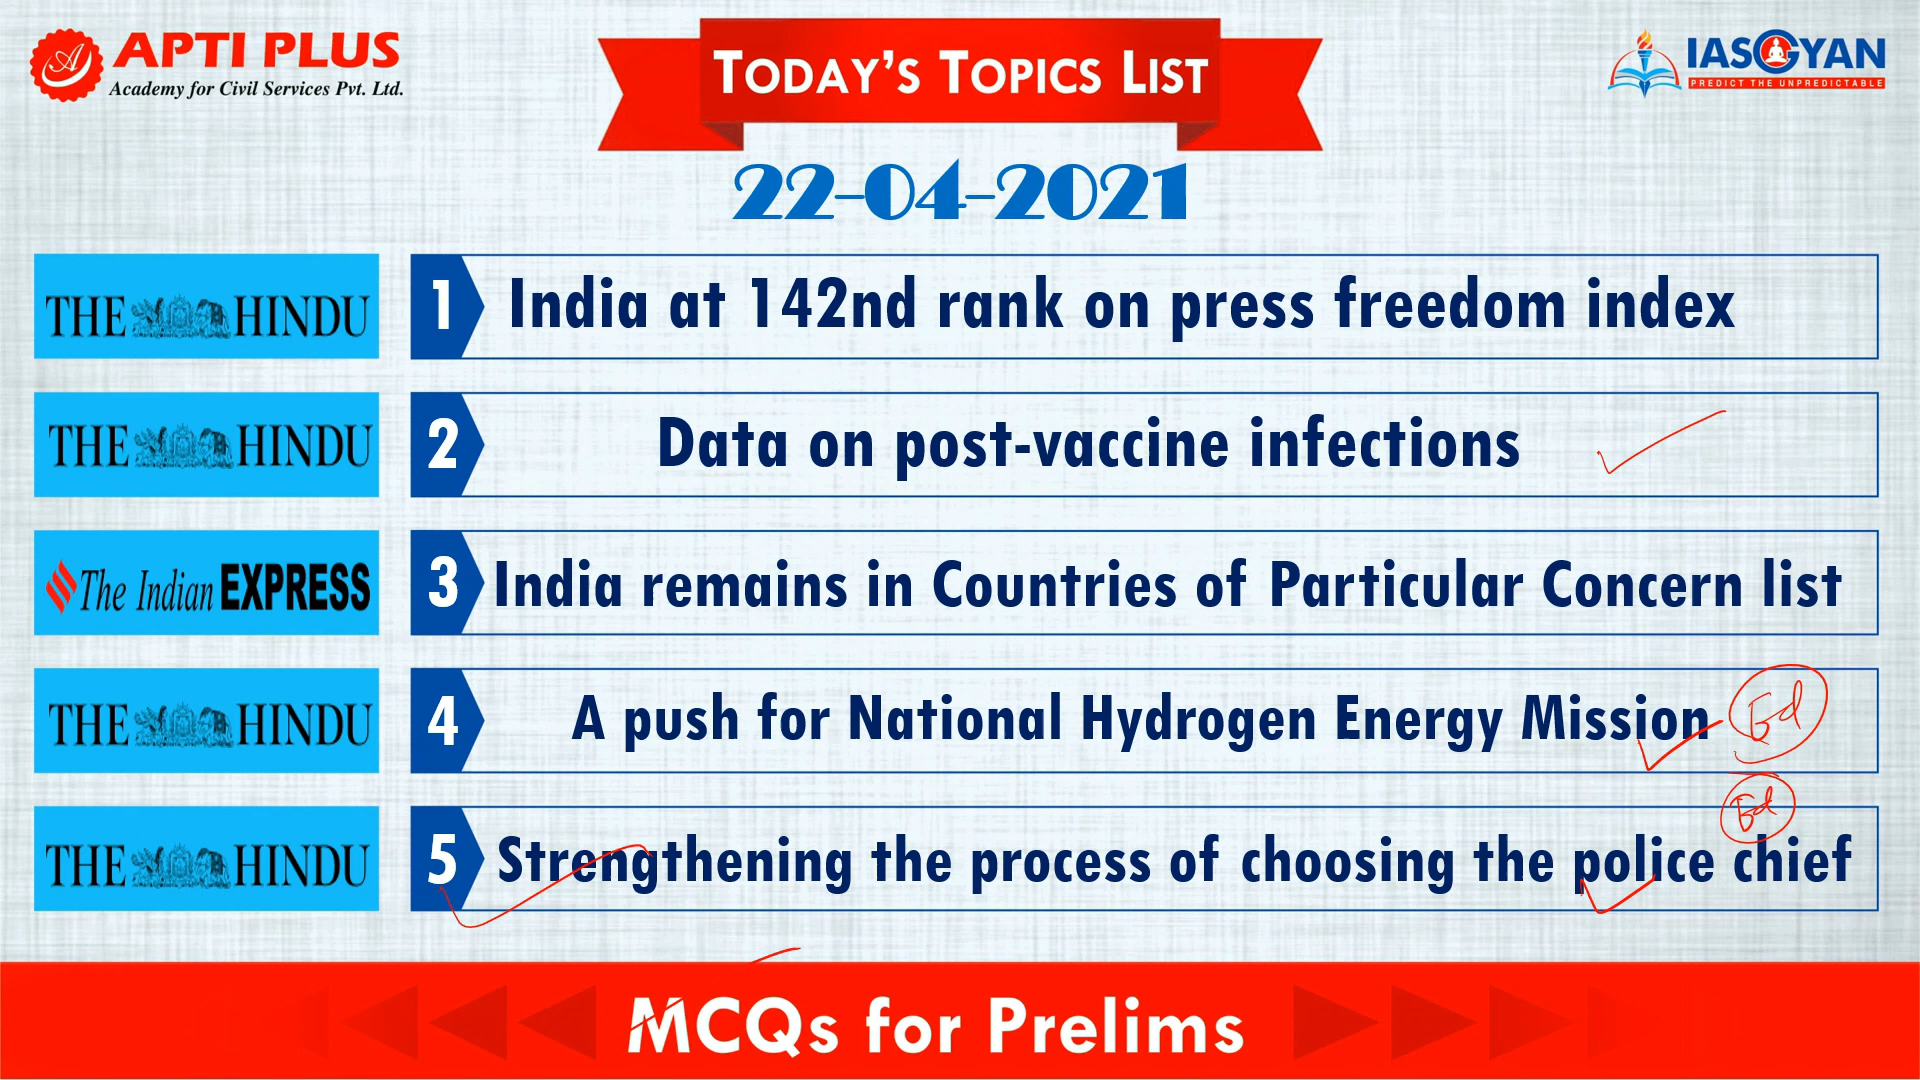 APTI PLUS
Academy for Civil Services Pvt. Ltd.
TODAY'S TOPICS LIST
IASGYAN
PREDICT THE UNPREDICTABLE
22-04-2021
THE HINDU
1 India at 142nd rank on press freedom index
THE HINDU
2 Data on post-vaccine infections
The Indian EXPRESS
3 India remains in Countries of Particular Concern list
THE HINDU
4 A push for National Hydrogen Energy Mission
Ed
Ed
THE HINDU
5 Strengthening the process of choosing the police chief
MCQs for Prelims